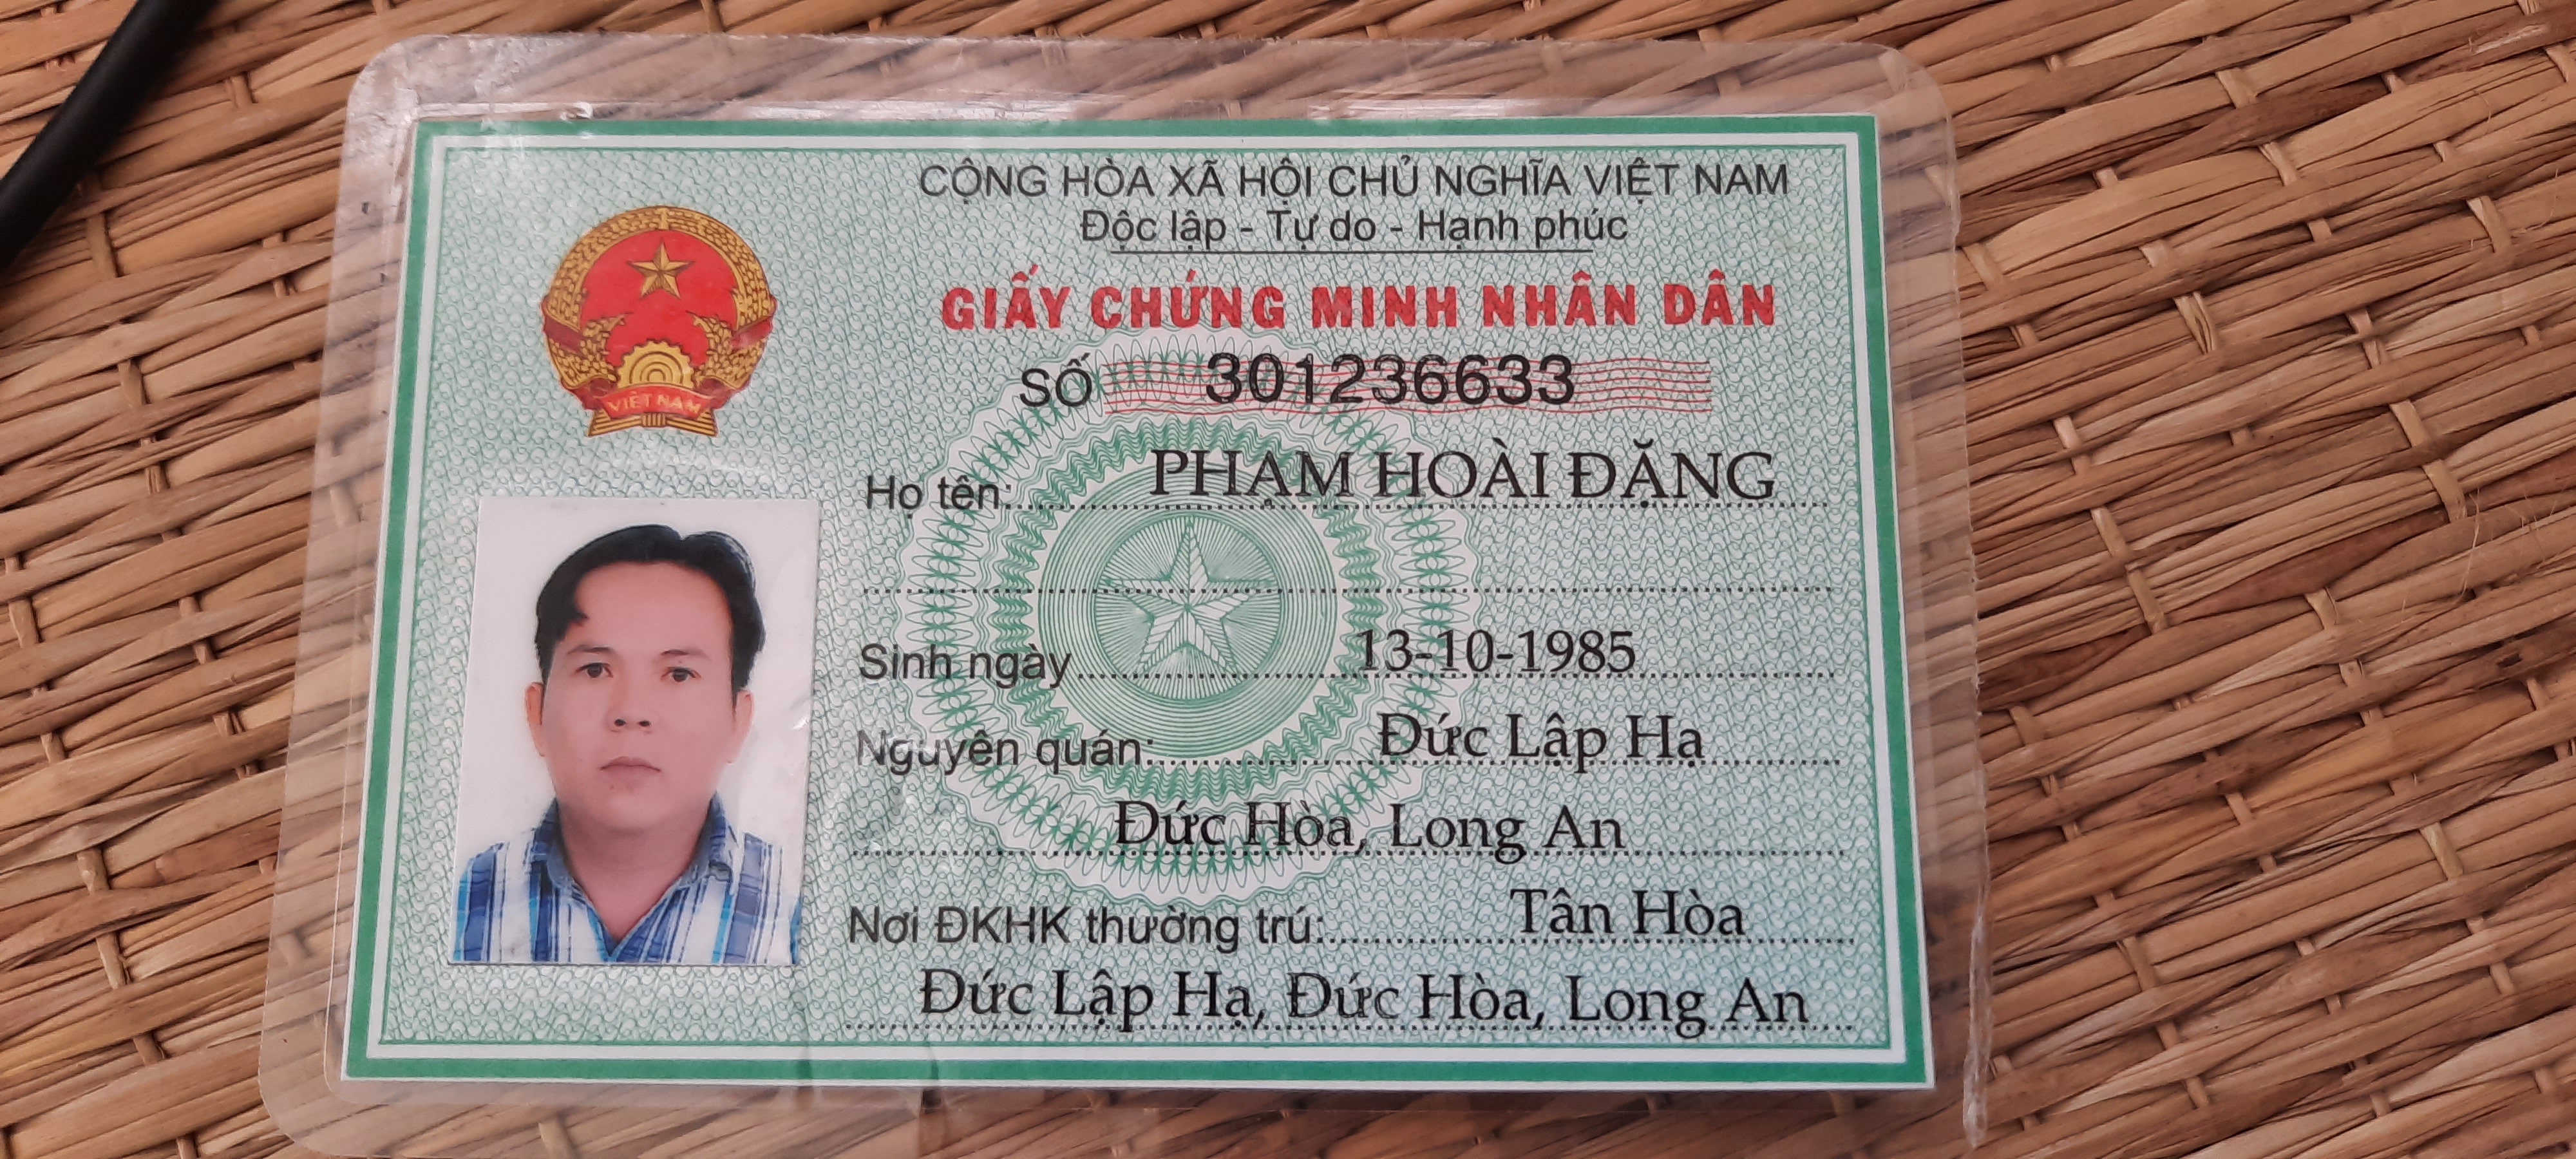 CỘNG HÒA XÃ HỘI CHỦ NGHĨA VIỆT NAM
Độc lập - Tự do - Hạnh phúc
GIẤY CHỨNG MINH NHÂN DÂN
SỐ 301236633
Họ tên: PHẠM HOÀI ĐĂNG
Sinh ngày 13-10-1985
Nguyên quán Đức Lập Hạ
Đức Hòa, Long An
Nơi ĐKHK thường trú Tân Hòa
Đức Lập Hạ, Đức Hòa, Long An
VIỆT NAM